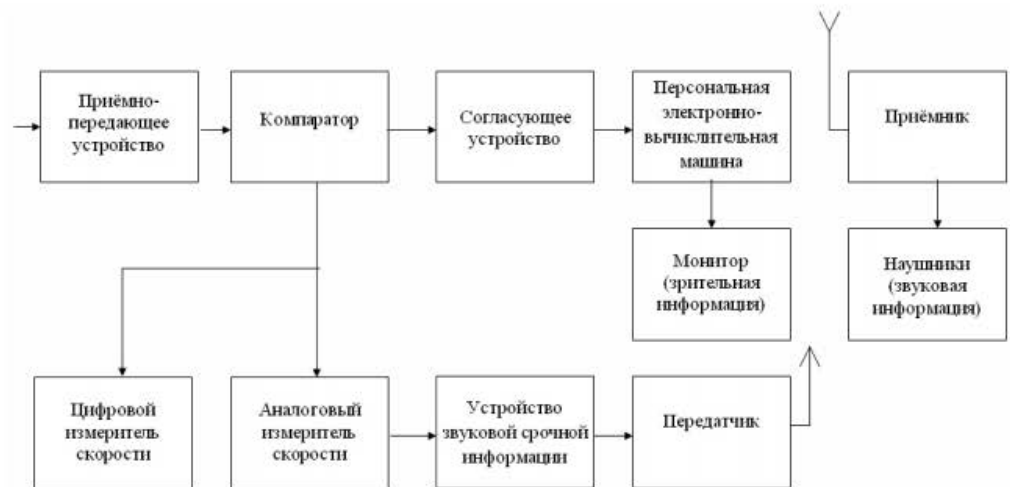 Приёмно-
передающее
устройство
Компаратор
Согласующее
устройство
Персональная
электронно-
вычислительная
машина
Приёмник
Монитор
(зрительная
информация)
Наушники
(звуковая
информация)
Цифровой
измеритель
скорости
Аналоговый
измеритель
скорости
Устройство
звуковой срочной
информации
Передатчик